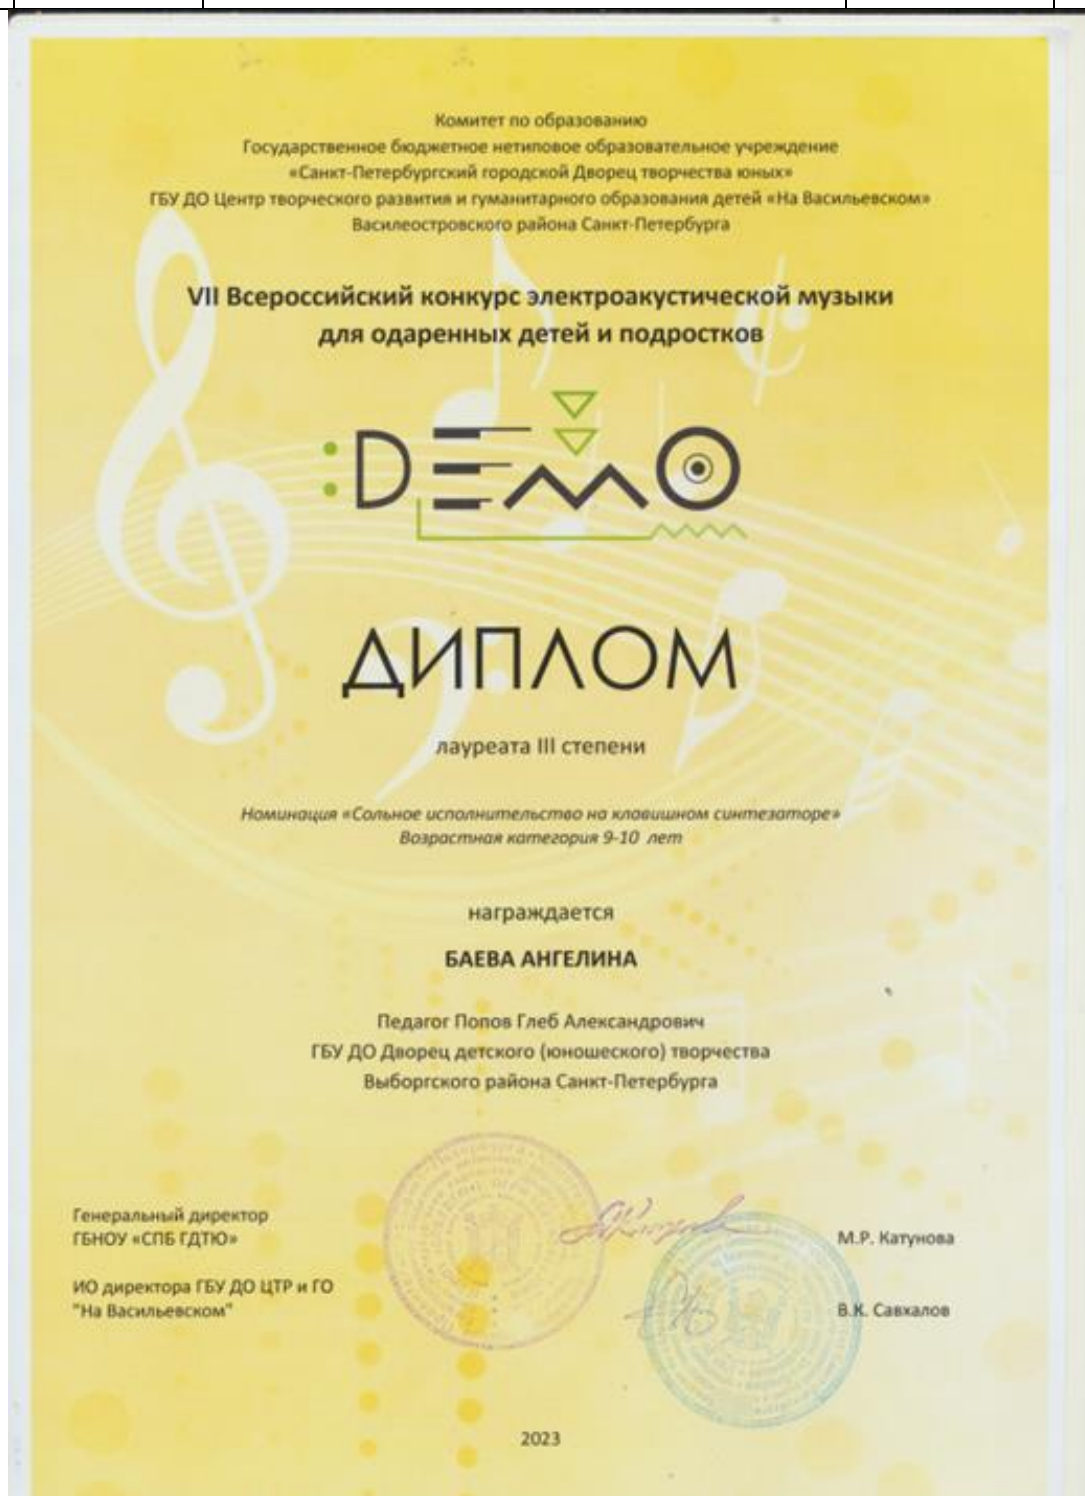 Комитет по образованию
Государственное бюджетное нетиповое образовательное учреждение
«Санкт-Петербургский городской Дворец творчества юных»
ГБУ ДО Центр творческого развития и гуманитарного образования детей «На Васильевском»
Василеостровского района Санкт-Петербурга
VII Всероссийский конкурс электроакустической музыки
для одаренных детей и подростков
:DEMO
ДИПЛОМ
лауреата III степени
Номинация «Сольное исполнительство на клавишном синтезаторе»
Возрастная категория 9-10 лет
награждается
БАЕВА АНГЕЛИНА
Педагог Попов Глеб Александрович
ГБУ ДО Дворец детского (юношеского) творчества
Выборгского района Санкт-Петербурга
Генеральный директор
ГБНОУ «СПБ ГДТЮ»
М.Р. Катунова
ИО директора ГБУ ДО ЦТР и ГО
"На Васильевском"
В.К. Савхалов
2023